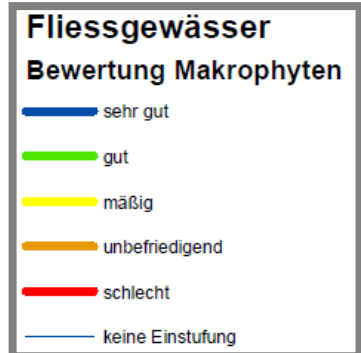 Fliessgewässer
Bewertung Makrophyten
sehr gut
gut
mäßig
unbefriedigend
schlecht
keine Einstufung